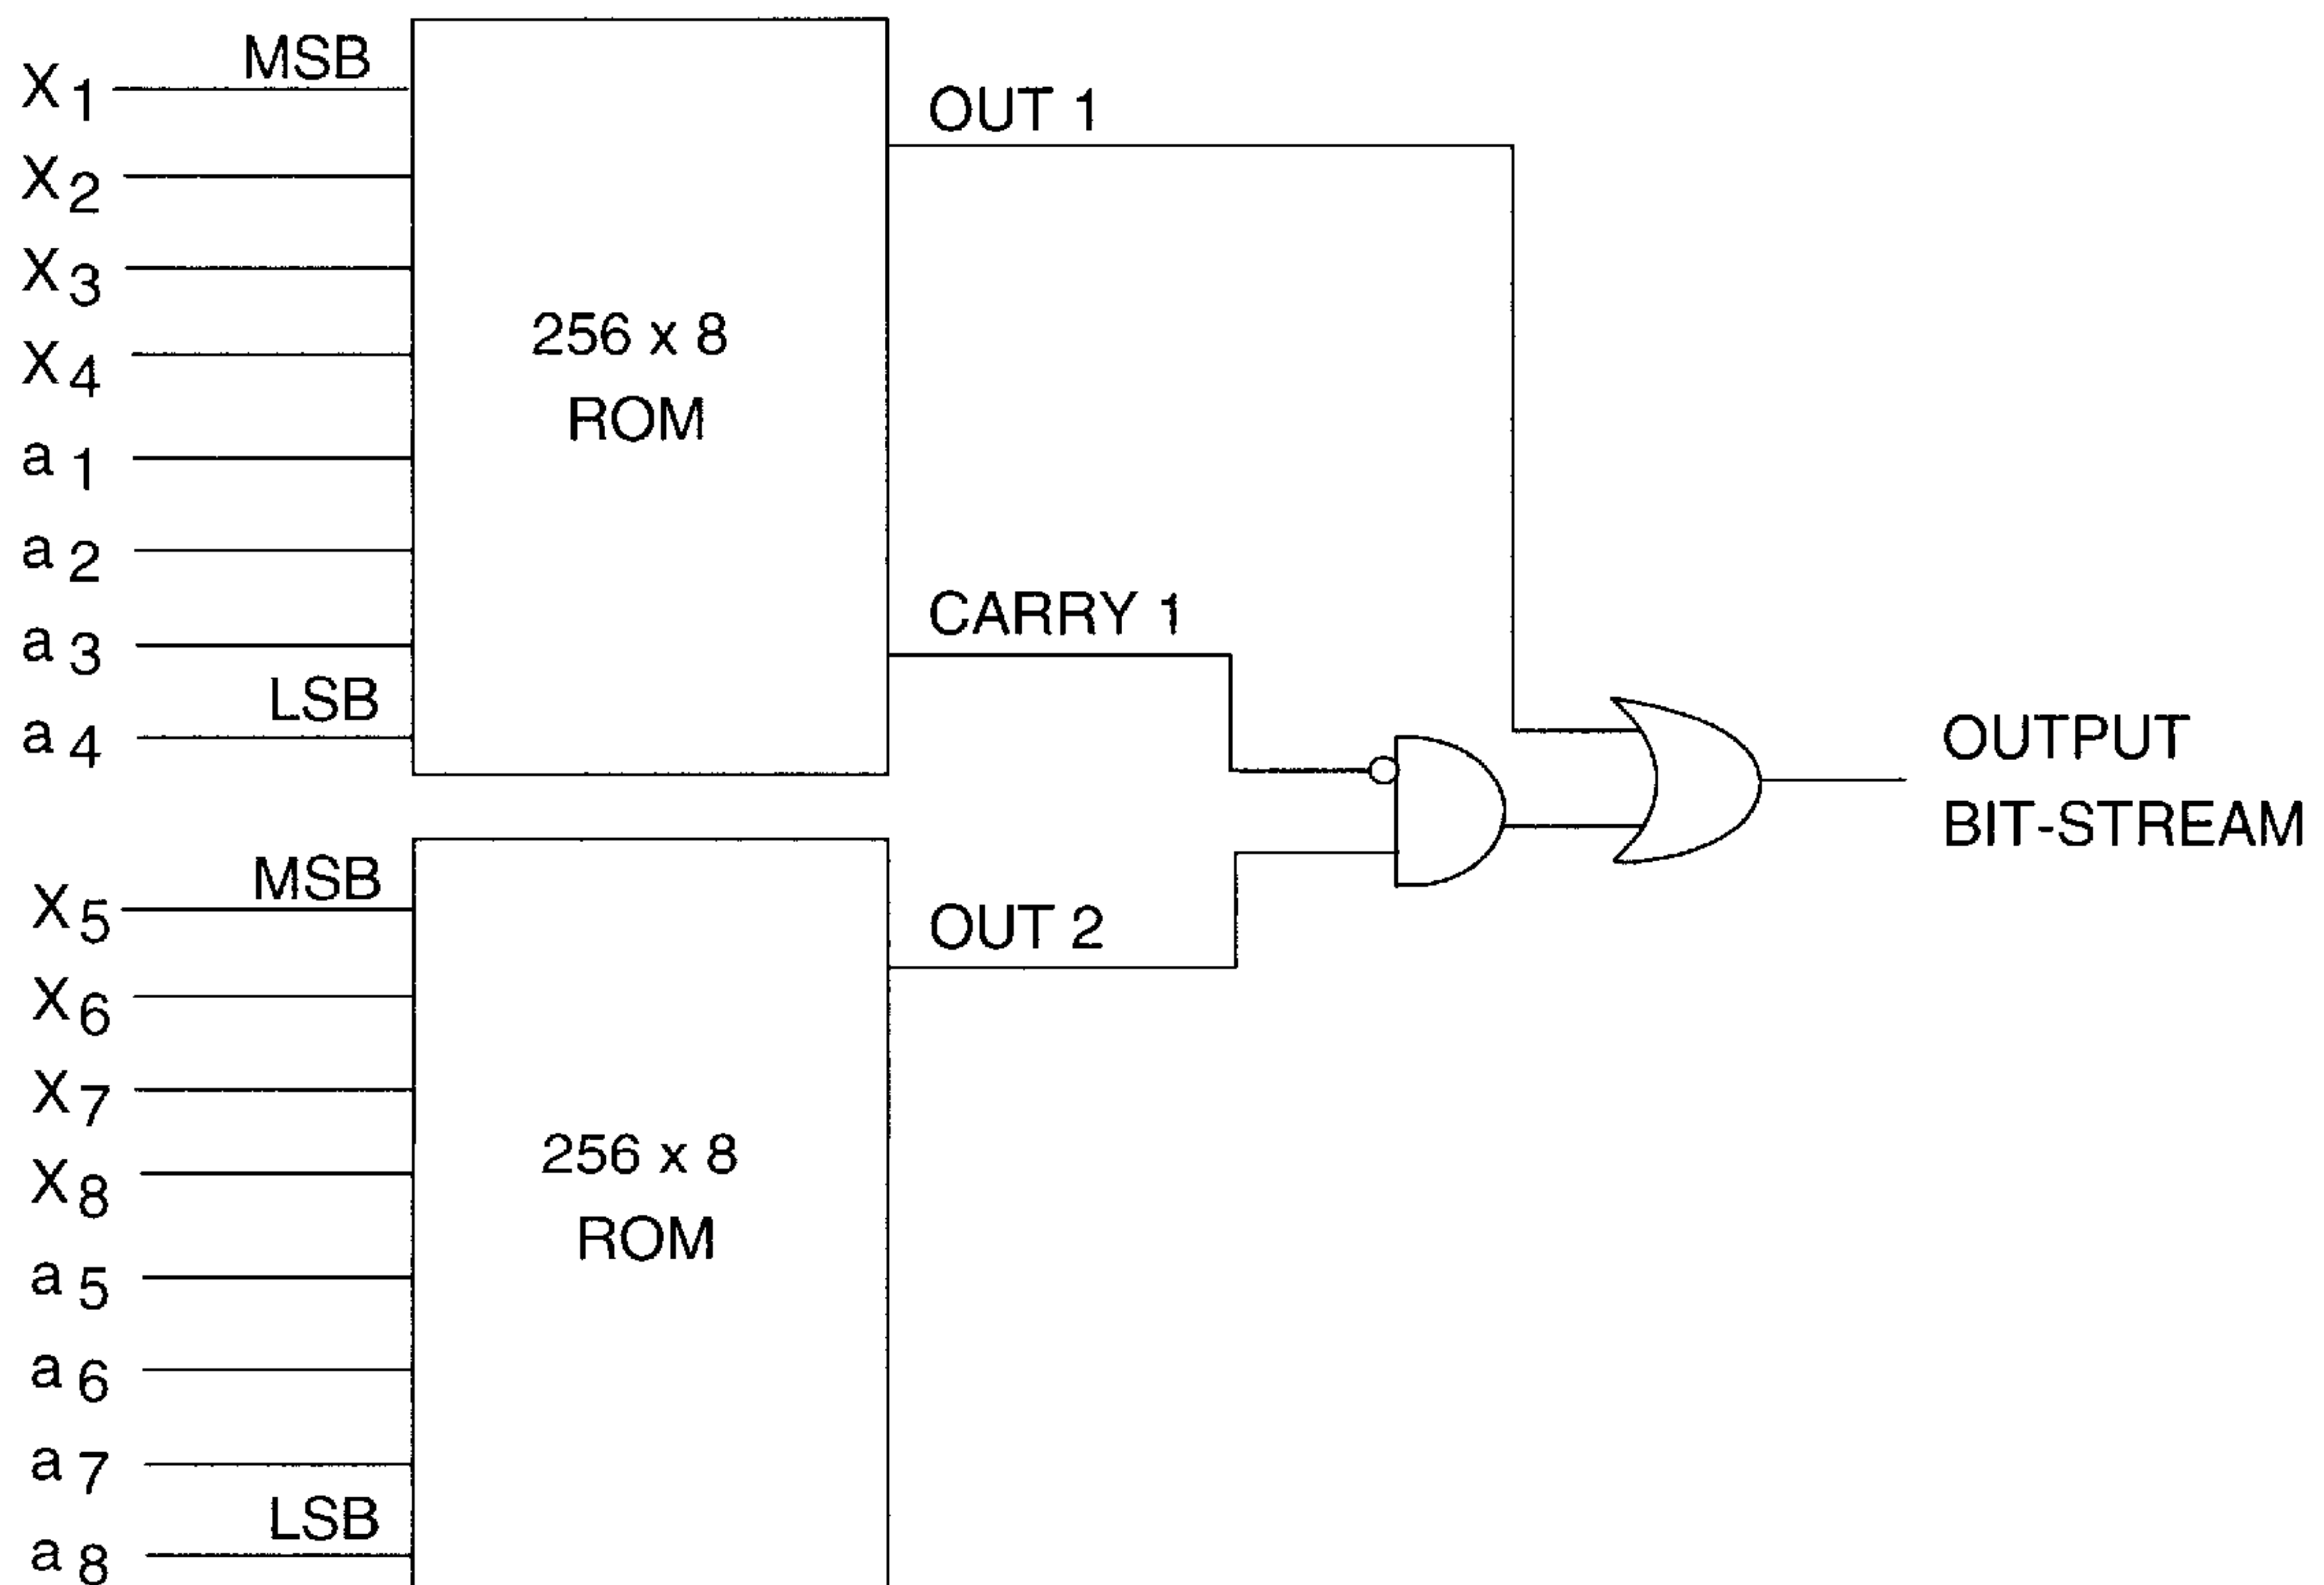 MSB
X1
OUT 1
X2
X3
256 x 8
ROM
X4
a1
a2
CARRY 1
a3
LSB
a4
OUTPUT
BIT-STREAM
MSB
X5
OUT 2
X6
X7
256 x 8
ROM
X8
a5
a6
a7
LSB
a8